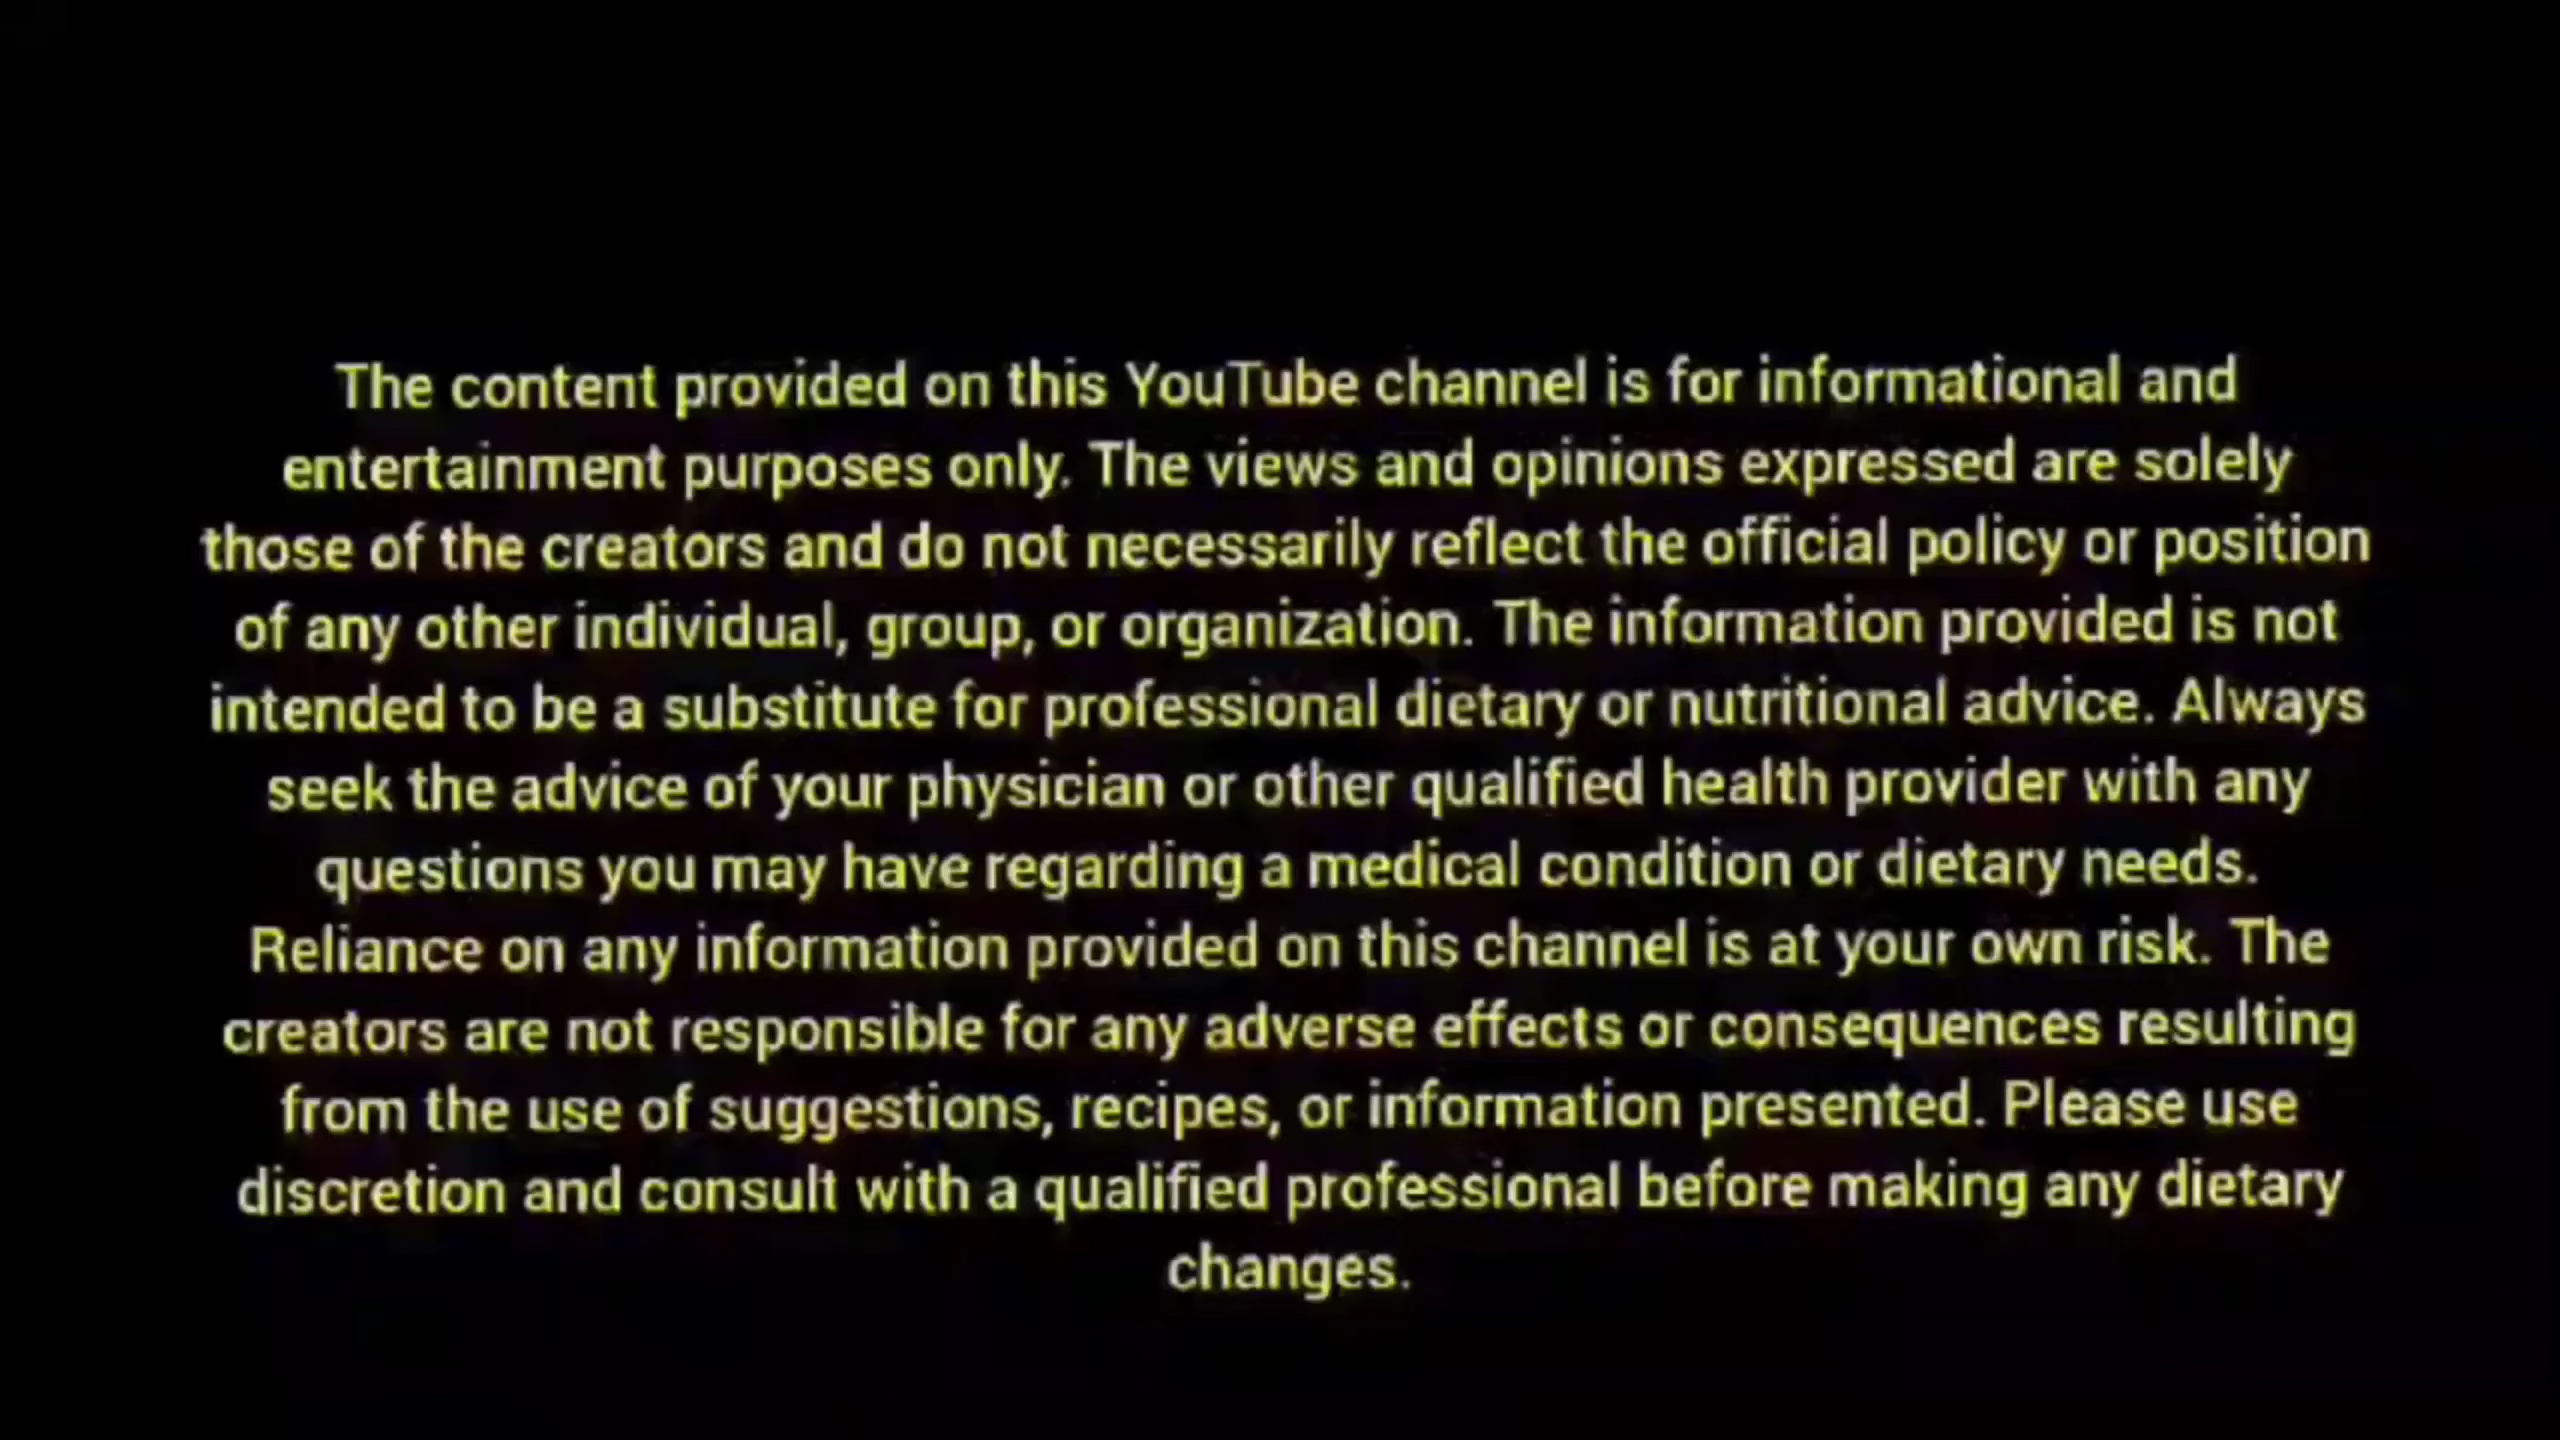 The content provided on this YouTube channel is for informational and
entertainment purposes only. The views and opinions expressed are solely
those of the creators and do not necessarily reflect the official policy or position
of any other individual, group, or organization. The information provided is not
intended to be a substitute for professional dietary or nutritional advice. Always
seek the advice of your physician or other qualified health provider with any
questions you may have regarding a medical condition or dietary needs.
Reliance on any information provided on this channel is at your own risk. The
creators are not responsible for any adverse effects or consequences resulting
from the use of suggestions, recipes, or information presented. Please use
discretion and consult with a qualified professional before making any dietary
changes.